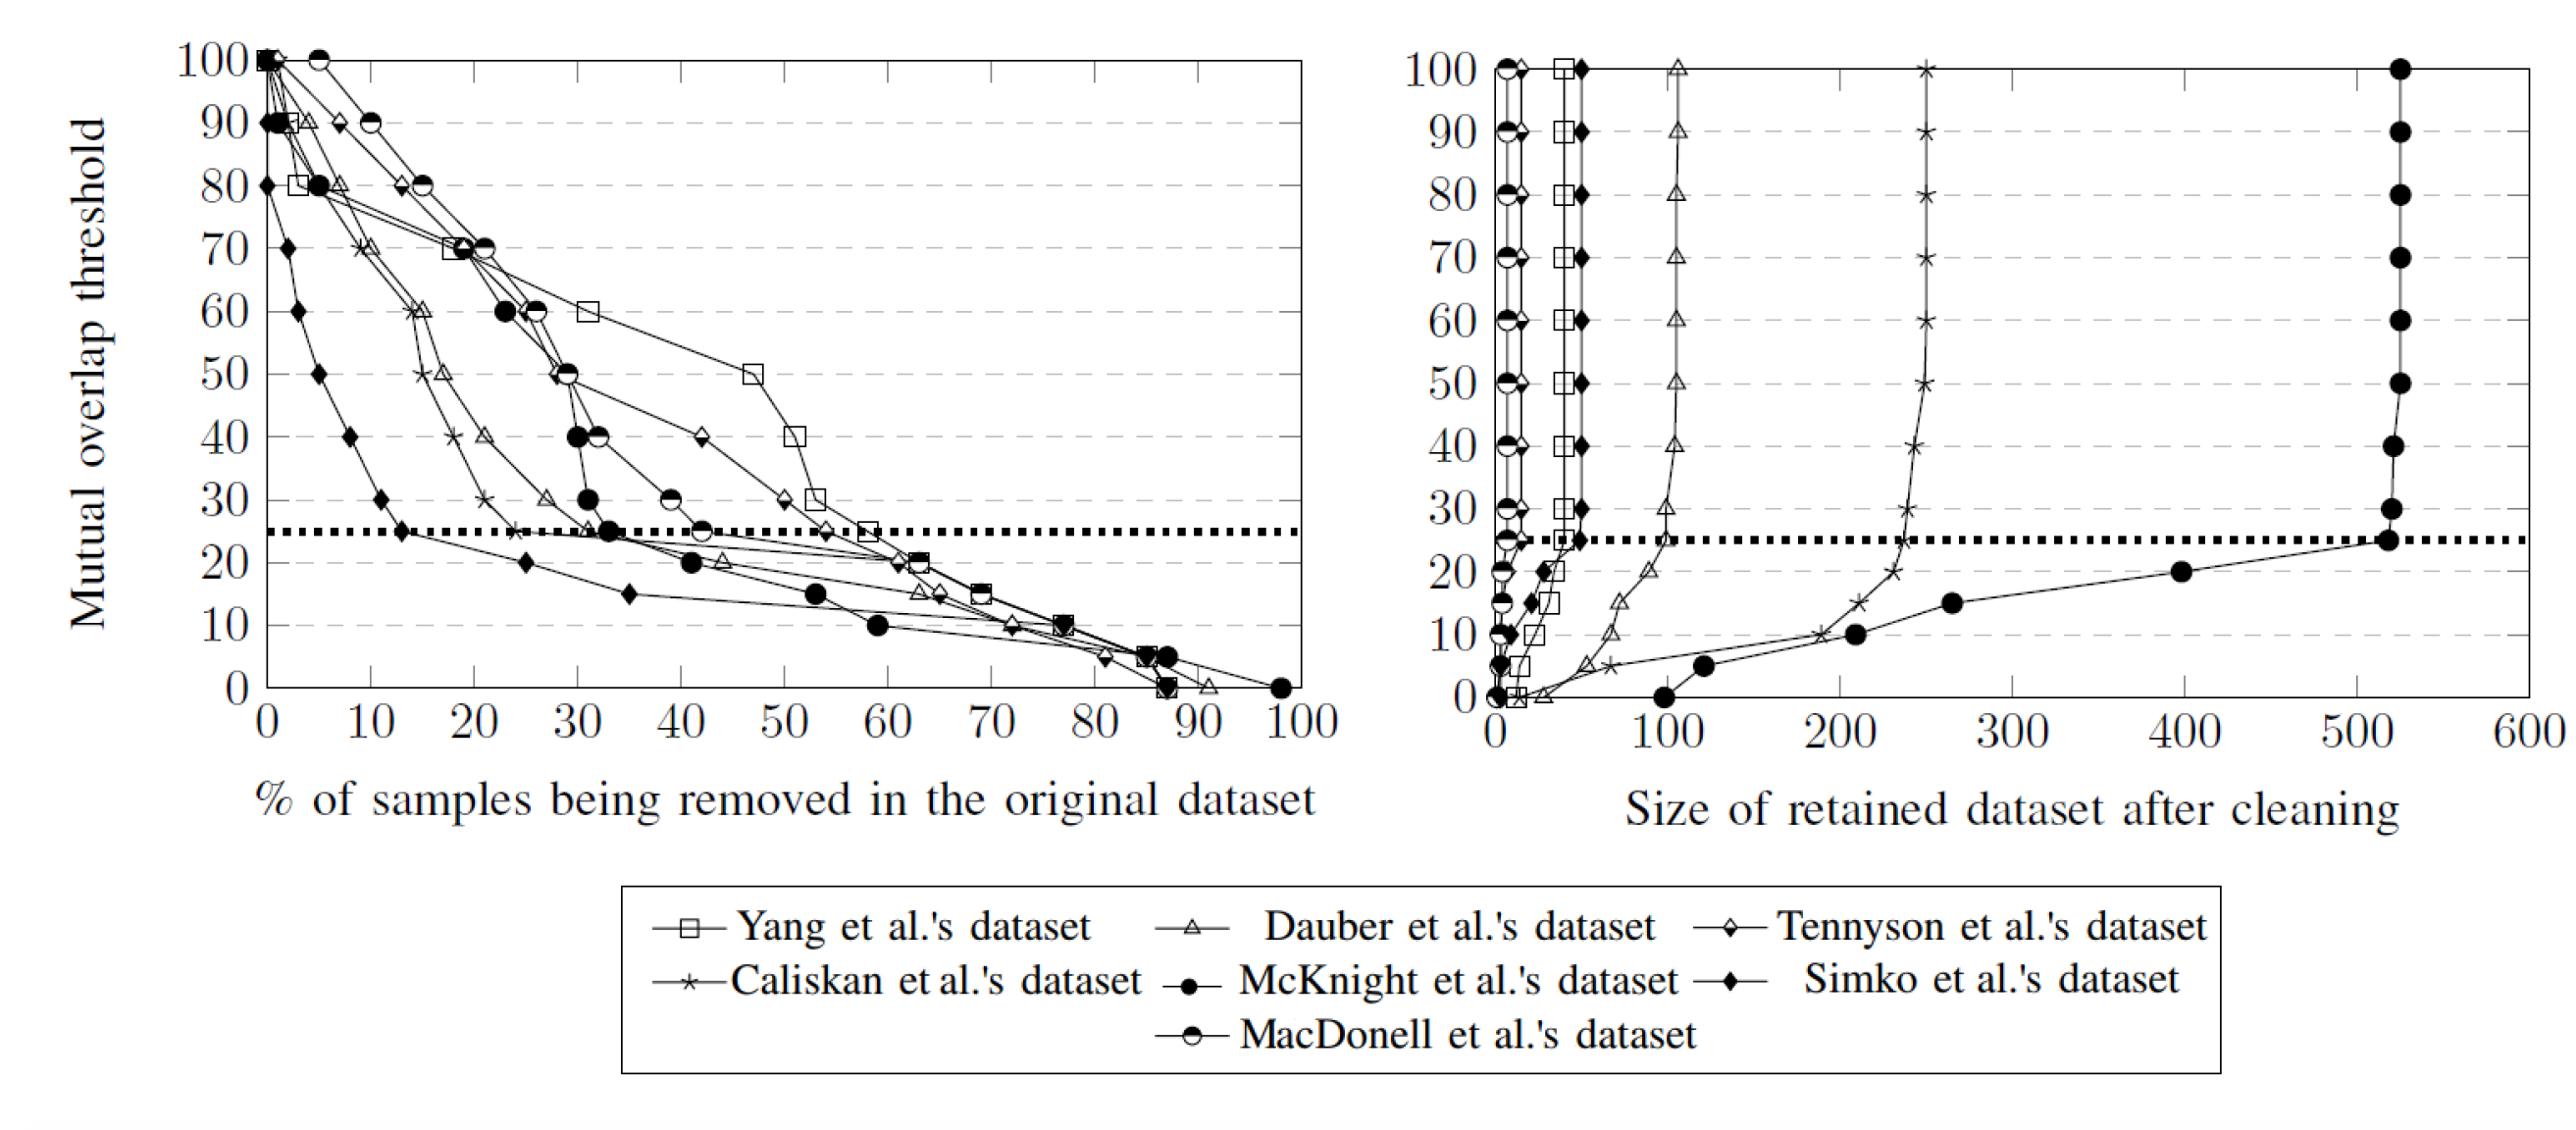 100
90
80
70
60
50
40
30
20
10
0
Mutual overlap threshold
0 10 20 30 40 50 60 70 80 90 100
% of samples being removed in the original dataset
100
90
80
70
60
50
40
30
20
10
0
0 100 200 300 400 500 600
Size of retained dataset after cleaning
Yang et al.'s dataset Dauber et al.'s dataset Tennyson et al.'s dataset
Caliskan et al.'s dataset McKnight et al.'s dataset Simko et al.'s dataset
MacDonell et al.'s dataset